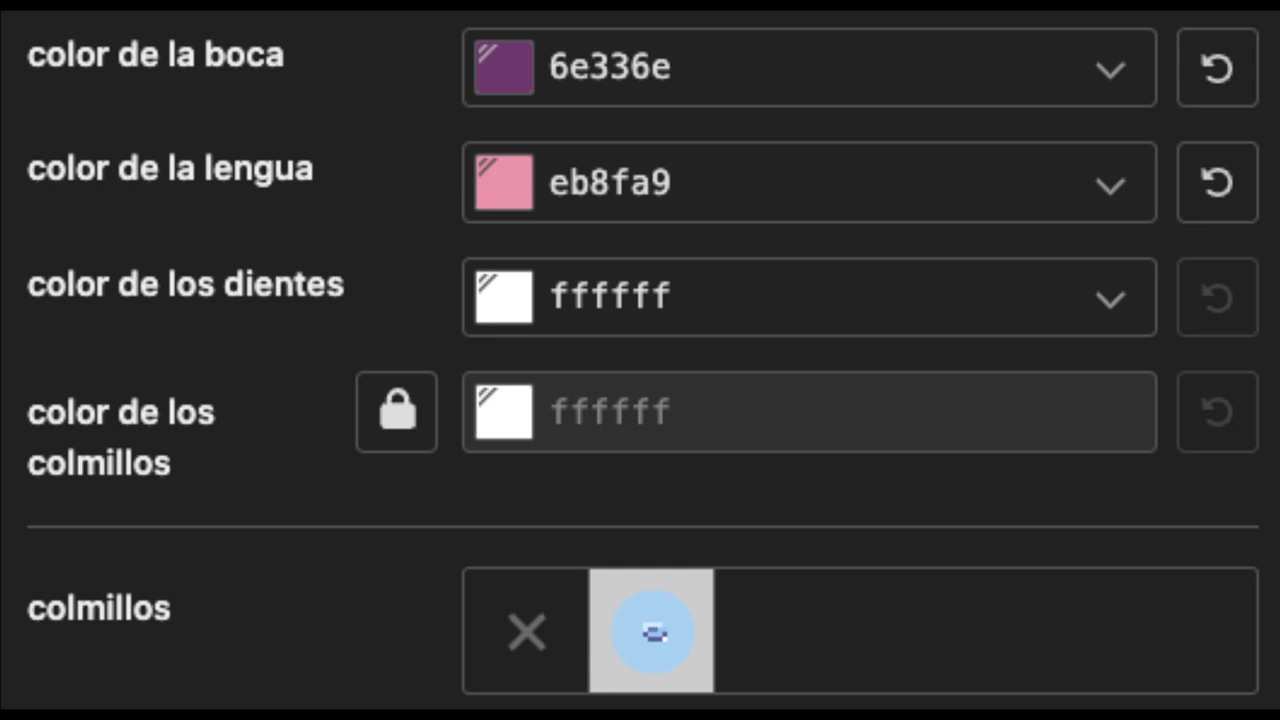 color de la boca
6e336e
color de la lengua
eb8fa9
color de los dientes
ffffff
color de los
colmillos
ffffff
colmillos